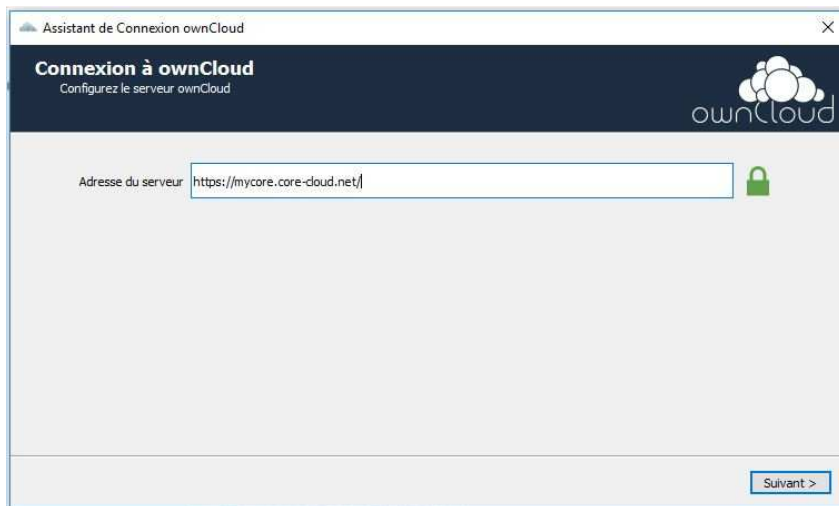 Assistant de Connexion ownCloud
Connexion à ownCloud
Configurez le serveur ownCloud
ownCloud
Adresse du serveur https://mycore.core-cloud.net/
Suivant >